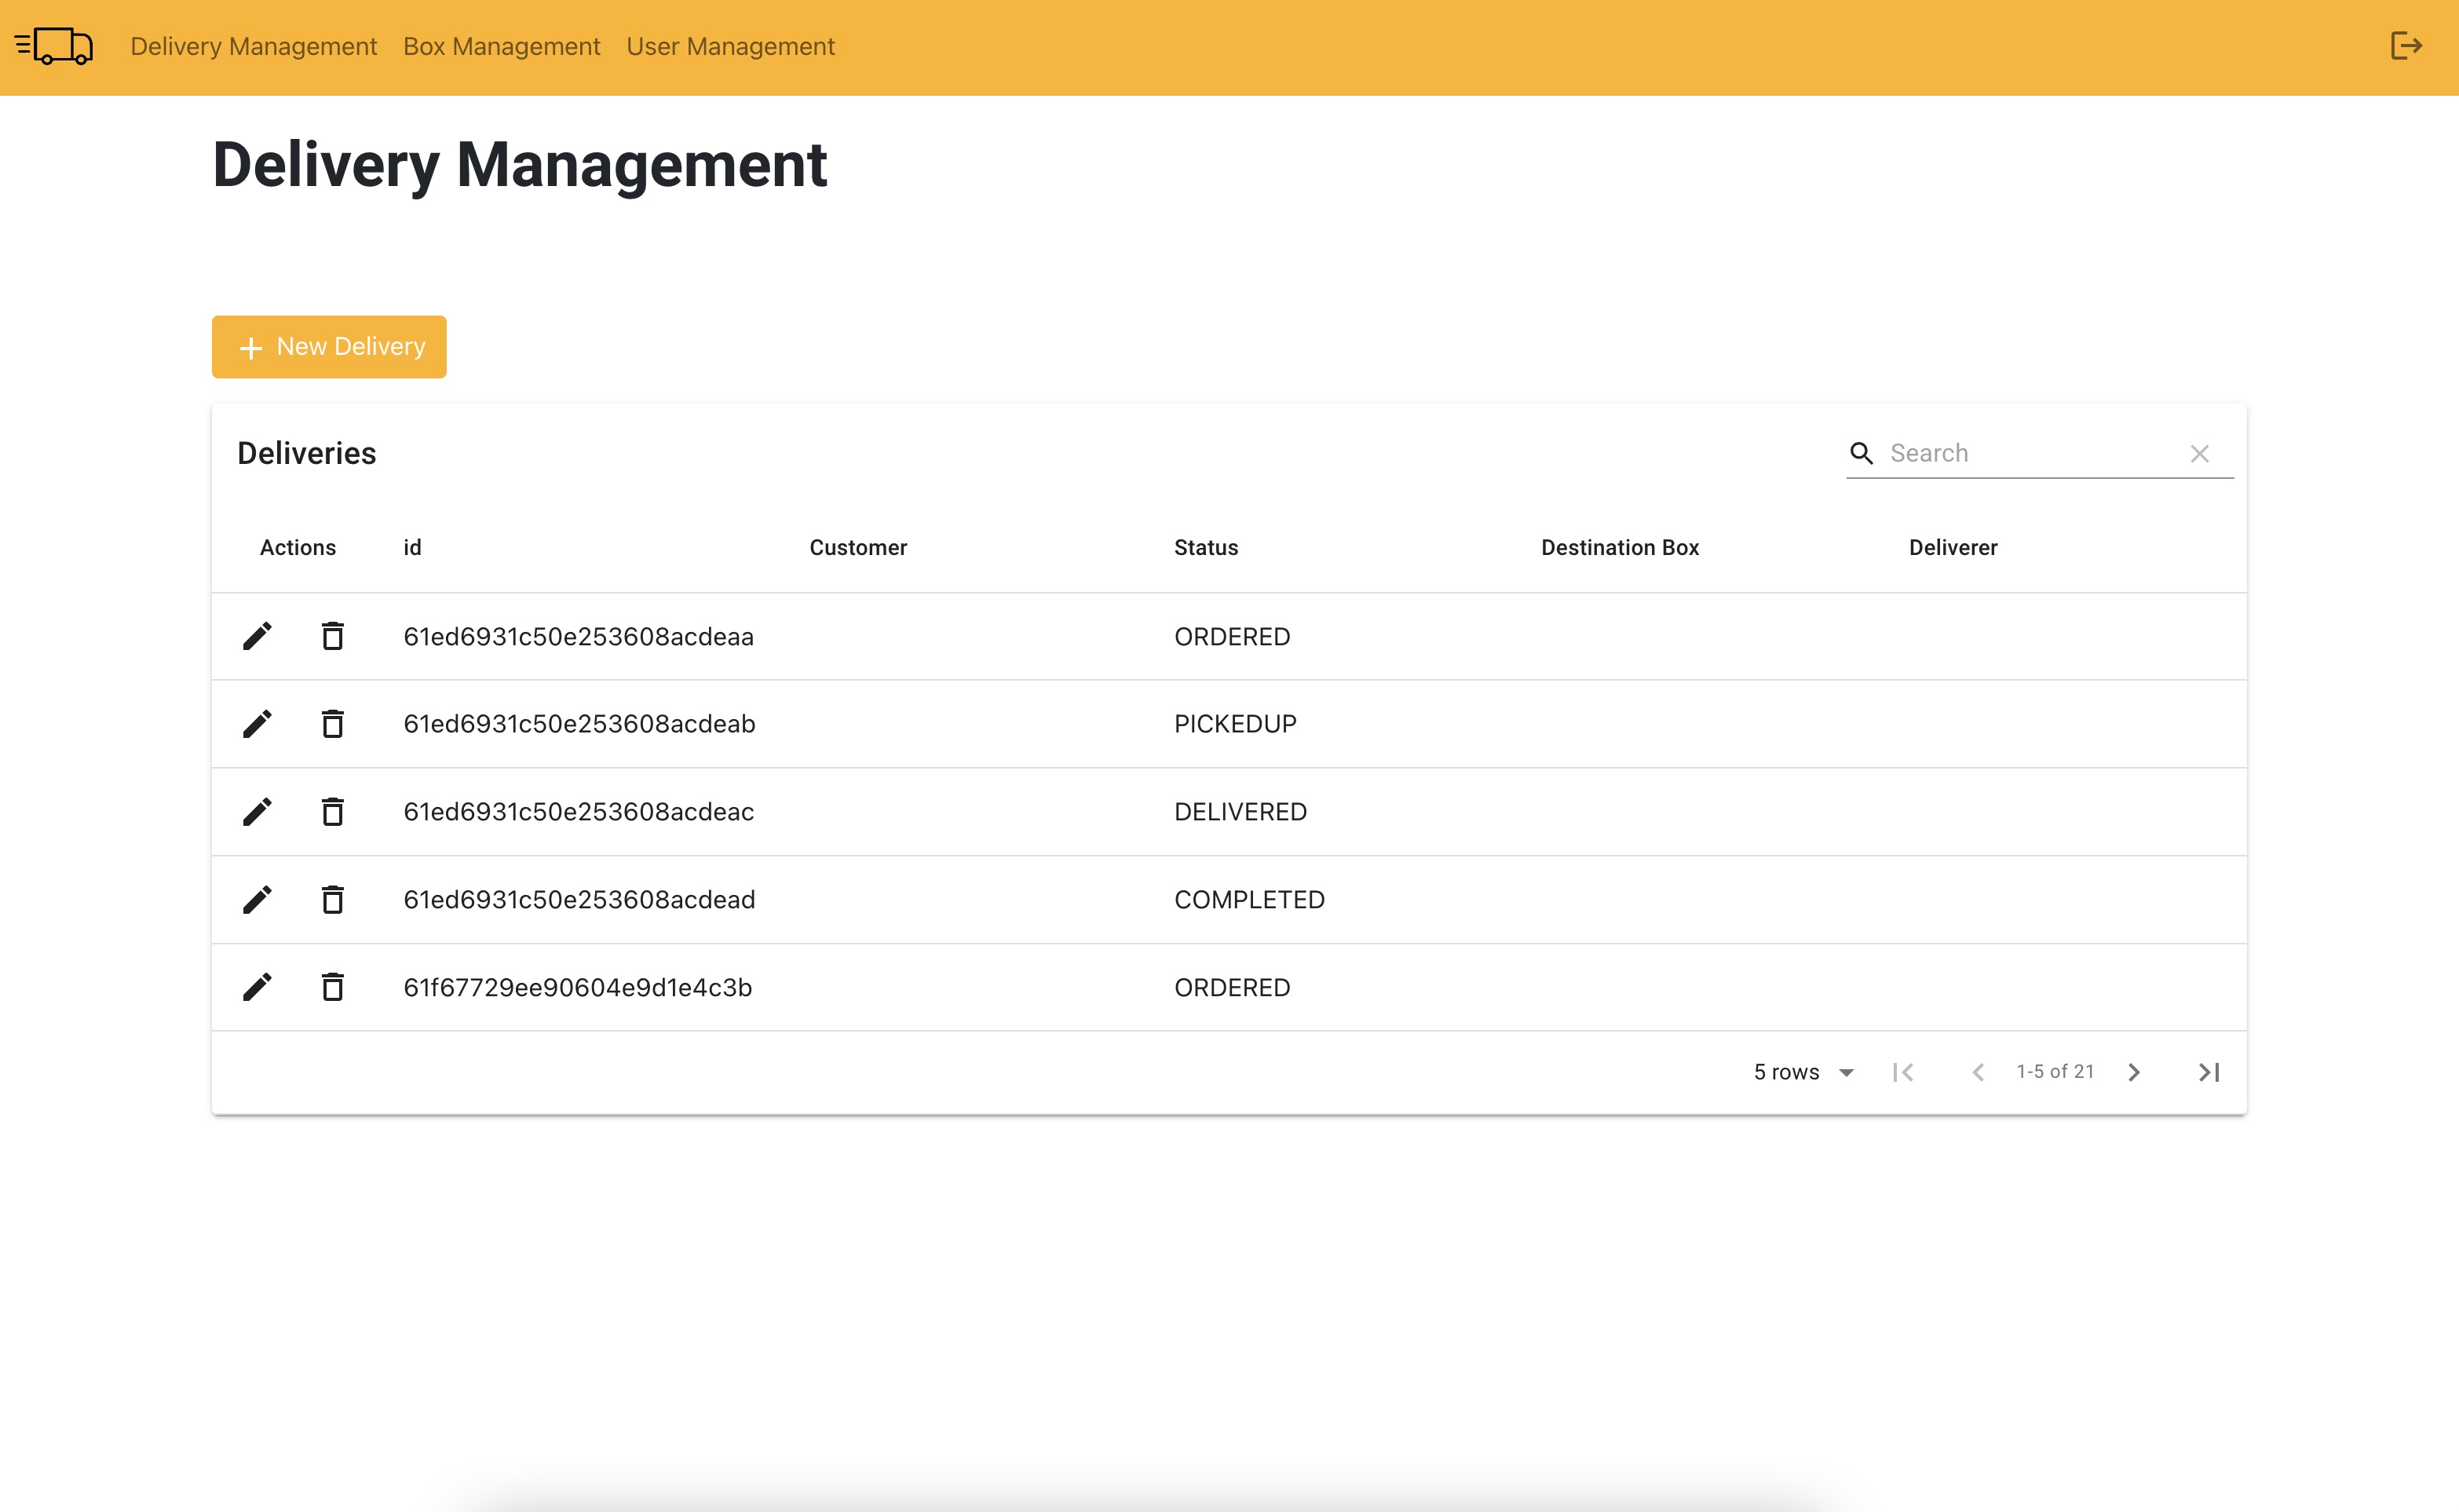 Delivery Management Box Management User Management
Delivery Management
New Delivery
Deliveries Search
Actions id Customer Status Destination Box Deliverer
61ed6931c50e253608acdeaa ORDERED
61ed6931c50e253608acdeab PICKEDUP
61ed6931c50e253608acdeac DELIVERED
61ed6931c50e253608acdead COMPLETED
61f67729ee90604e9d1e4c3b ORDERED
5 rows 1-5 of 21